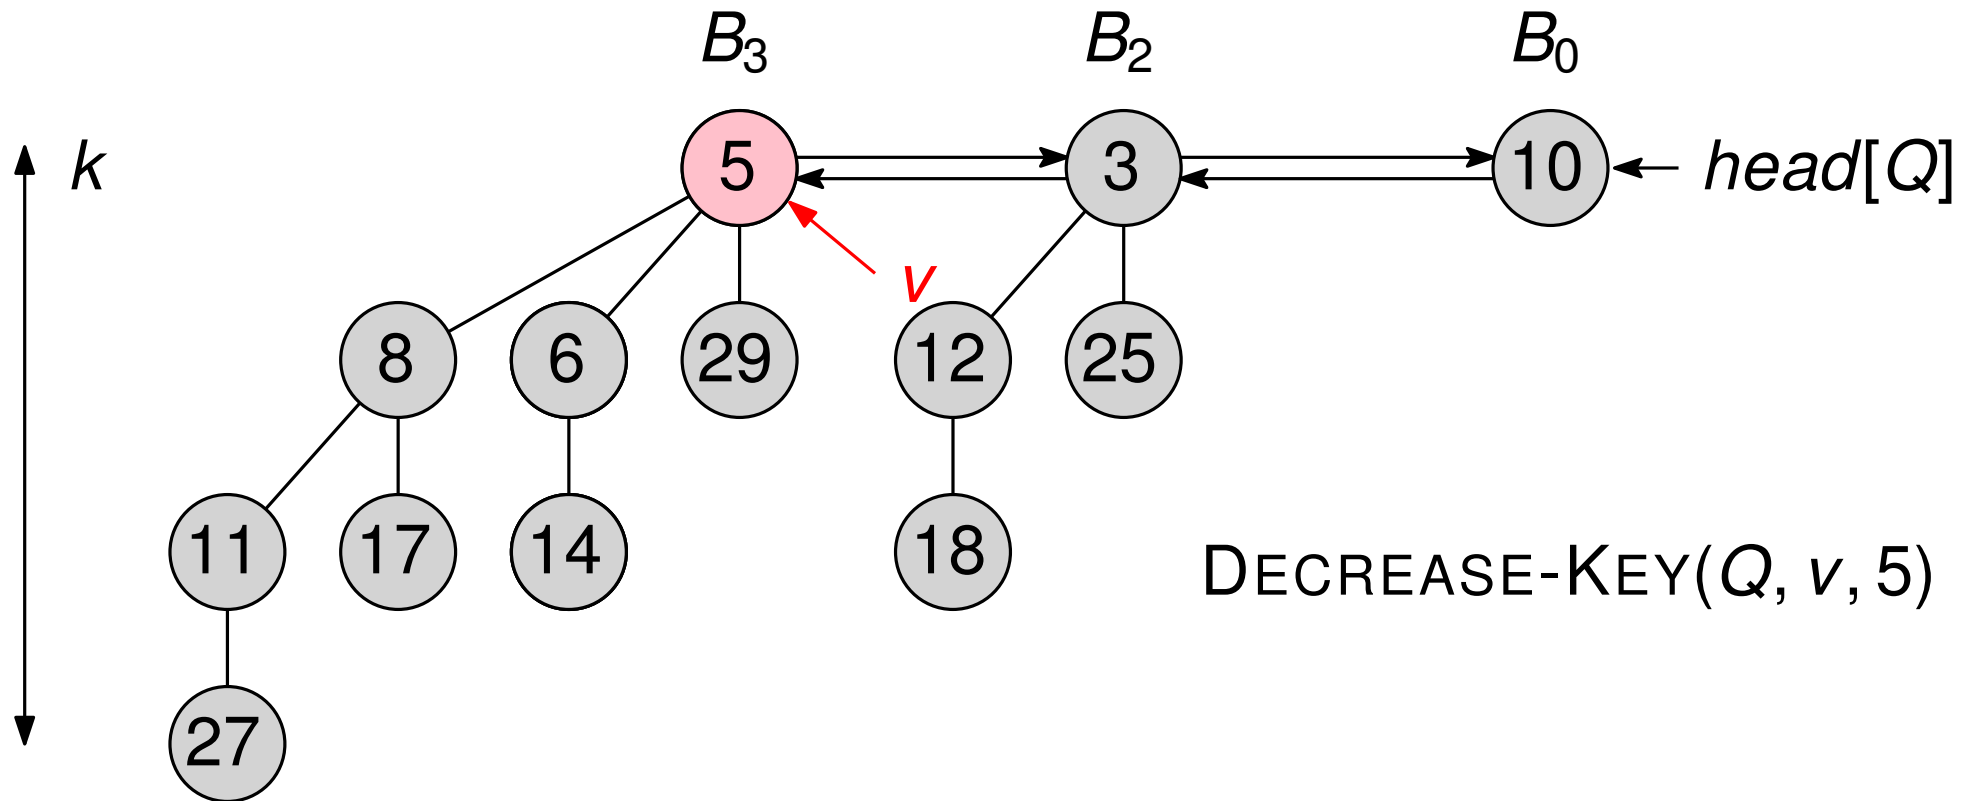 B₃ B₂ B₀
k 5 3 10 head[Q]
v
8 6 29 12 25
11 17 14 18 DECREASE-KEY(Q, v, 5)
27